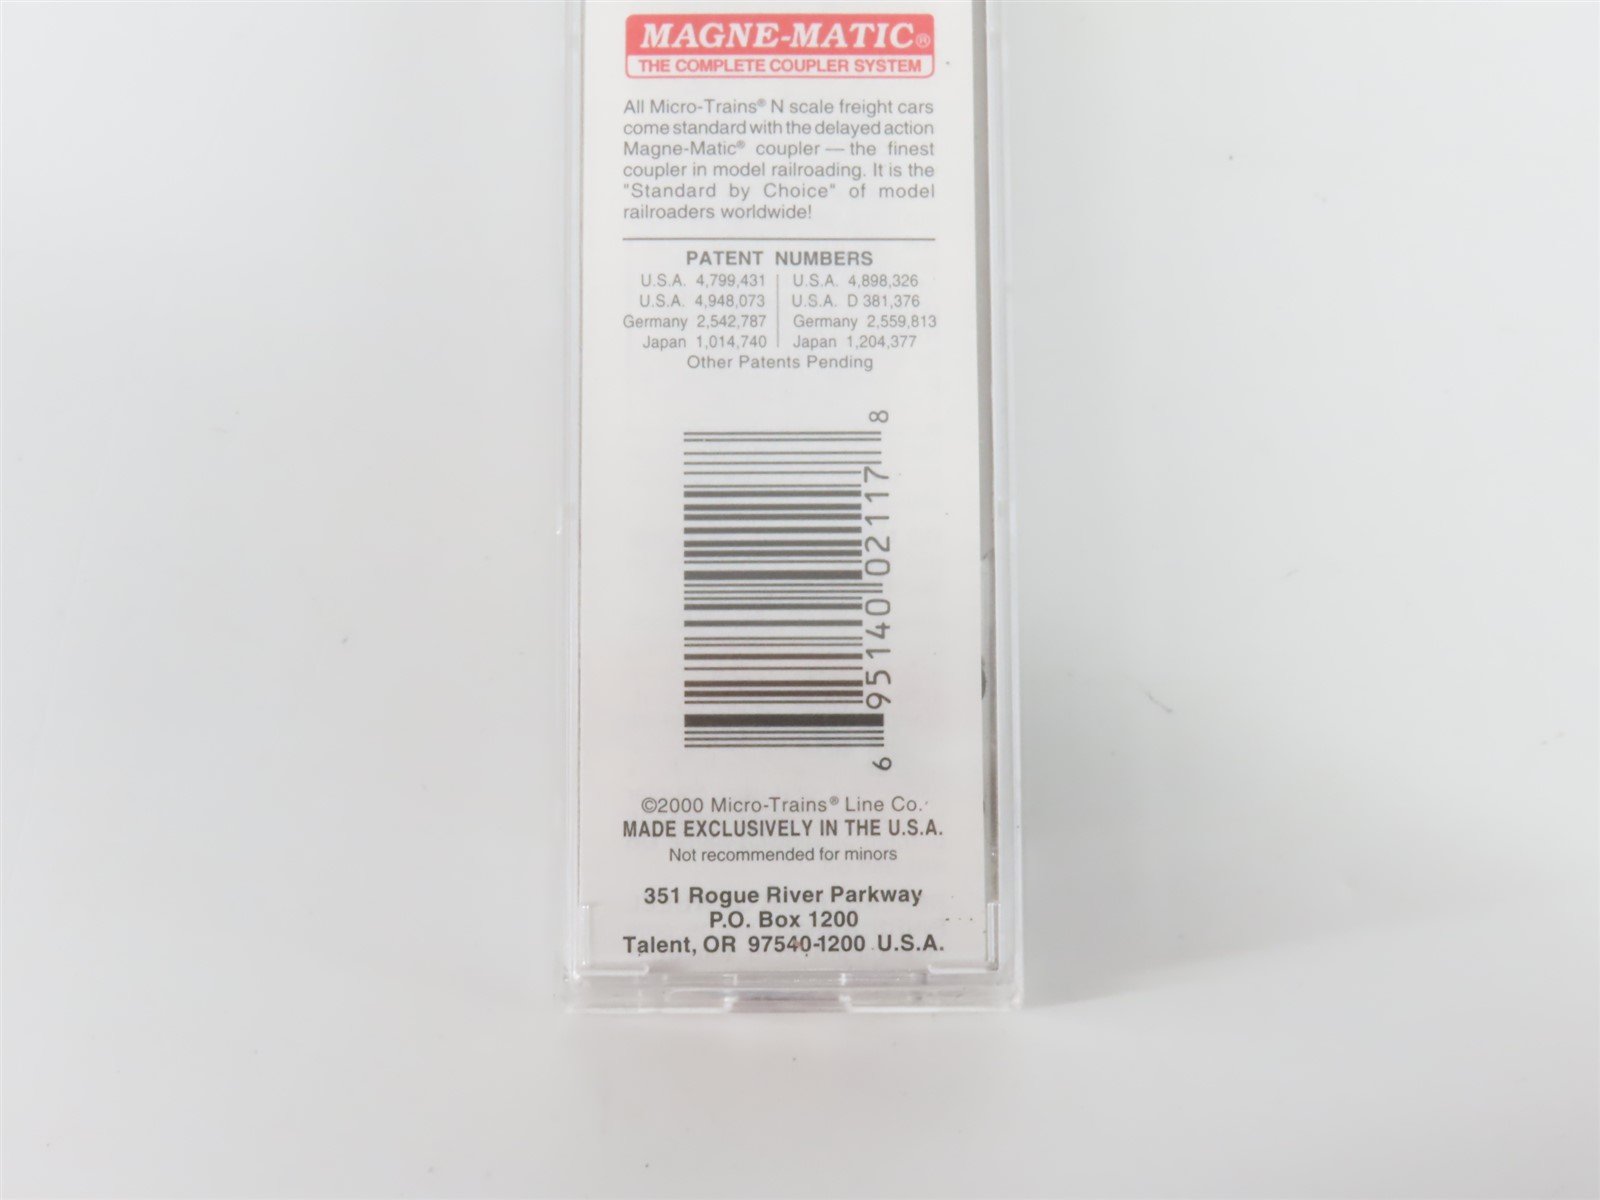 MAGNE-MATIC®
THE COMPLETE COUPLER SYSTEM
All Micro-Trains® N scale freight cars
come standard with the delayed action
Magne-Matic® coupler — the finest
coupler in model railroading. It is the
"Standard by Choice" of model
railroaders worldwide!
PATENT NUMBERS
U.S.A. 4,799,431 | U.S.A. 4,898,326
U.S.A. 4,948,073 | U.S.A. D 381,376
Germany 2,542,787 | Germany 2,559,813
Japan 1,014,740 | Japan 1,204,377
Other Patents Pending
6 95140 02117 8
©2000 Micro-Trains® Line Co.
MADE EXCLUSIVELY IN THE U.S.A.
Not recommended for minors
351 Rogue River Parkway
P.O. Box 1200
Talent, OR 97540-1200 U.S.A.